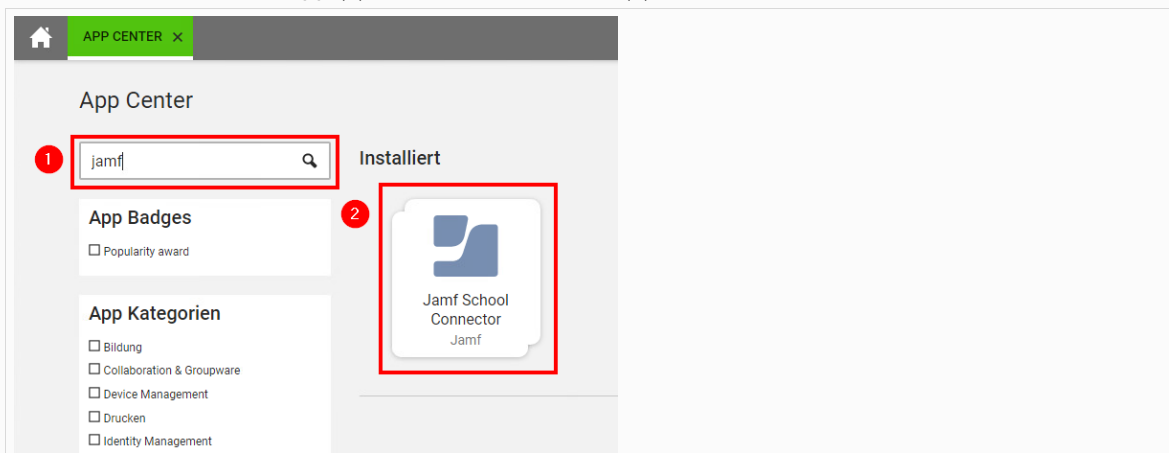 APP CENTER ×
App Center
1
jamf
Installiert
App Badges
Popularity award
2
Jamf School
Connector
Jamf
App Kategorien
Bildung
Collaboration & Groupware
Device Management
Drucken
Identity Management